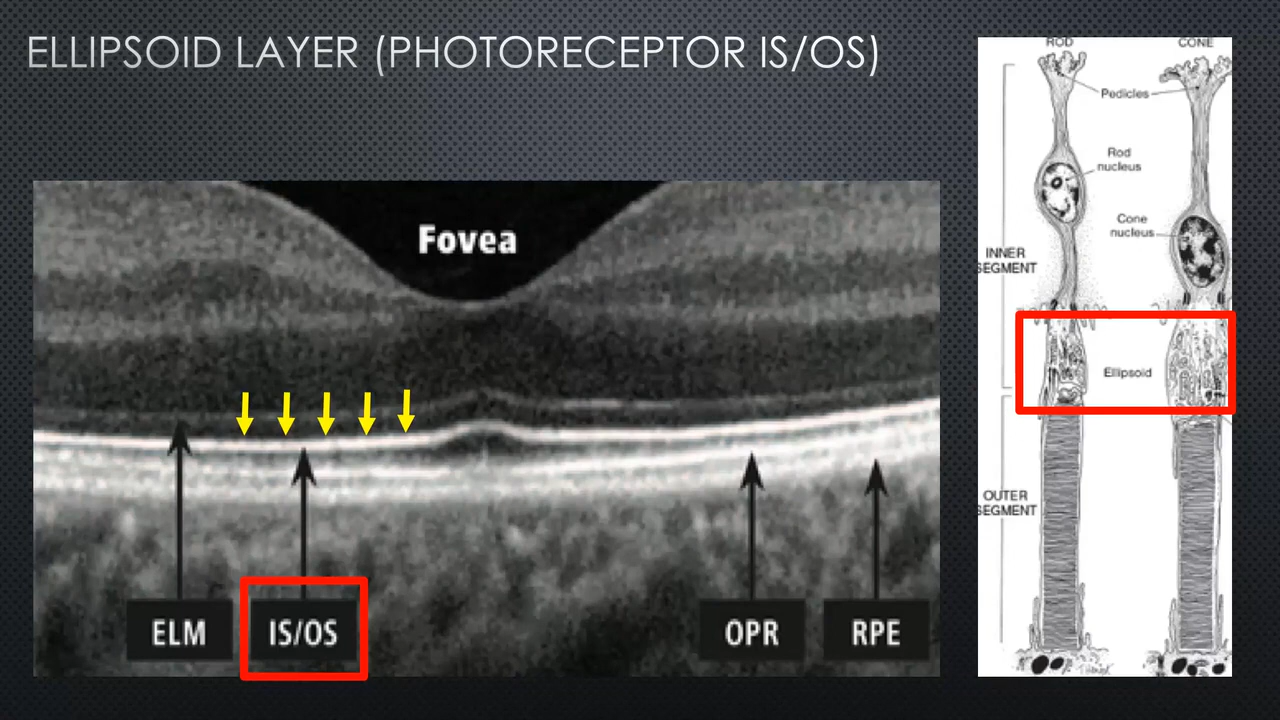 ELLIPSOID LAYER (PHOTORECEPTOR IS/OS)
Fovea
ELM
IS/OS
OPR
RPE
ROD
CONE
Pedicles
Rod
nucleus
Cone
nucleus
INNER
SEGMENT
Ellipsoid
OUTER
SEGMENT